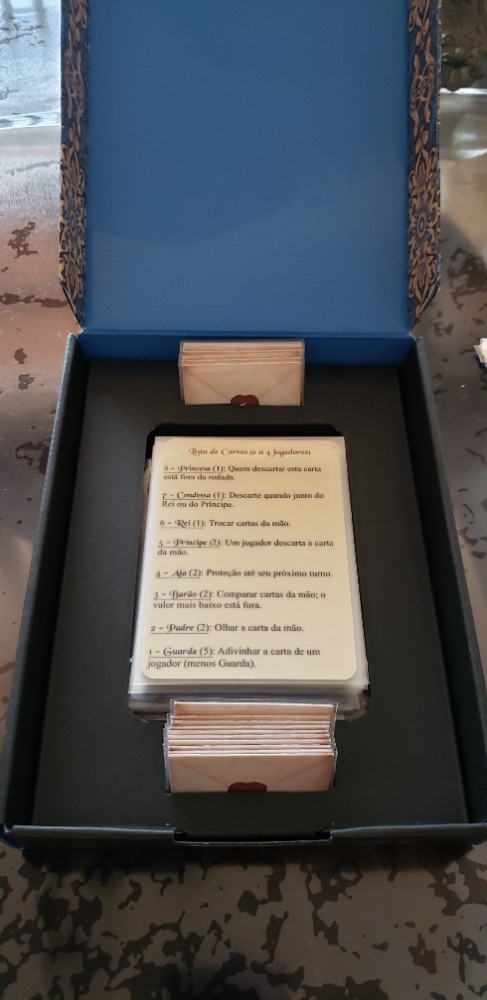 Lista de Cartas (2 a 4 Jogadores)
8 - Princesa (1): Quem descartar esta carta
está fora da rodada.
7 - Condessa (1): Descarte quando junto do
Rei ou do Príncipe.
6 - Rei (1): Trocar cartas da mão.
5 - Príncipe (2): Um jogador descarta a carta
da mão.
4 - Aia (2): Proteção até seu próximo turno.
3 - Barão (2): Comparar cartas da mão; o
valor mais baixo está fora.
2 - Padre (2): Olhar a carta da mão.
1 - Guarda (5): Adivinhar a carta de um
jogador (menos Guarda).